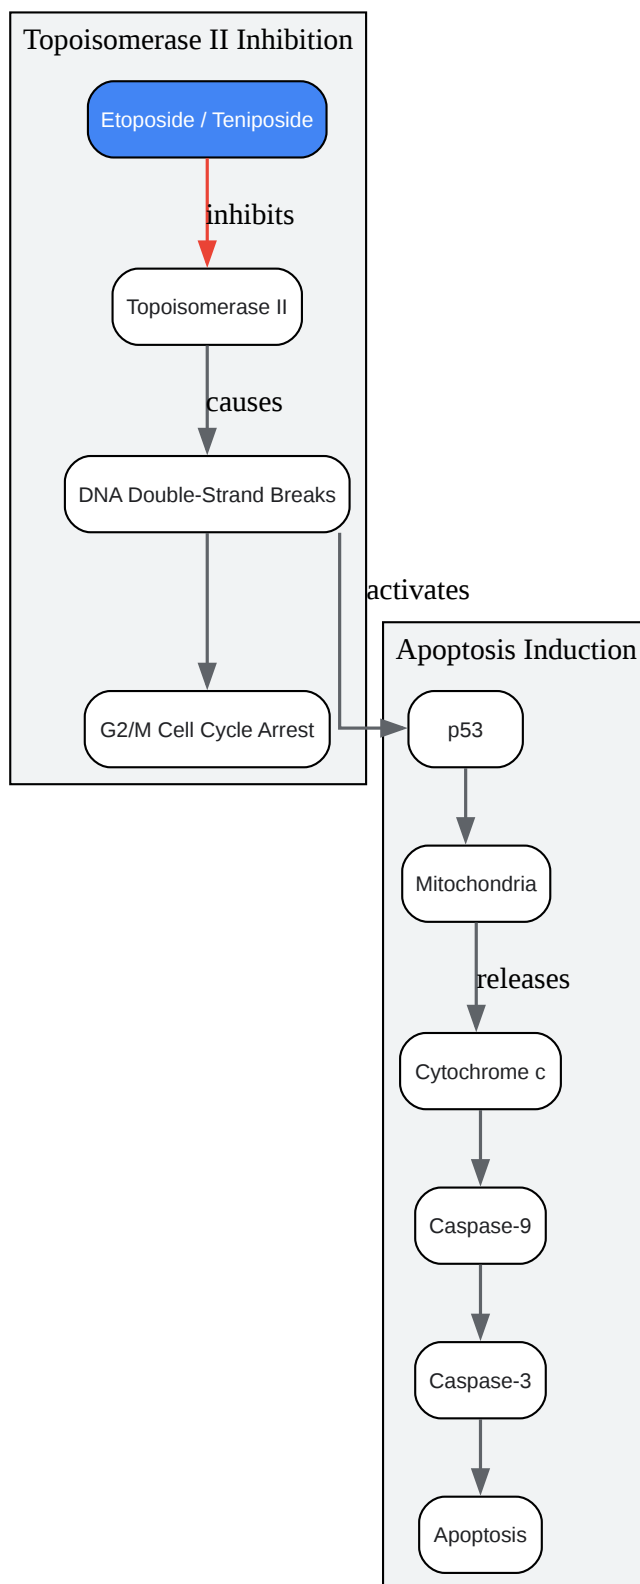 Topoisomerase II Inhibition
Etoposide / Teniposide
inhibits
Topoisomerase II
causes
DNA Double-Strand Breaks
activates
Apoptosis Induction
G2/M Cell Cycle Arrest
p53
Mitochondria
releases
Cytochrome c
Caspase-9
Caspase-3
Apoptosis